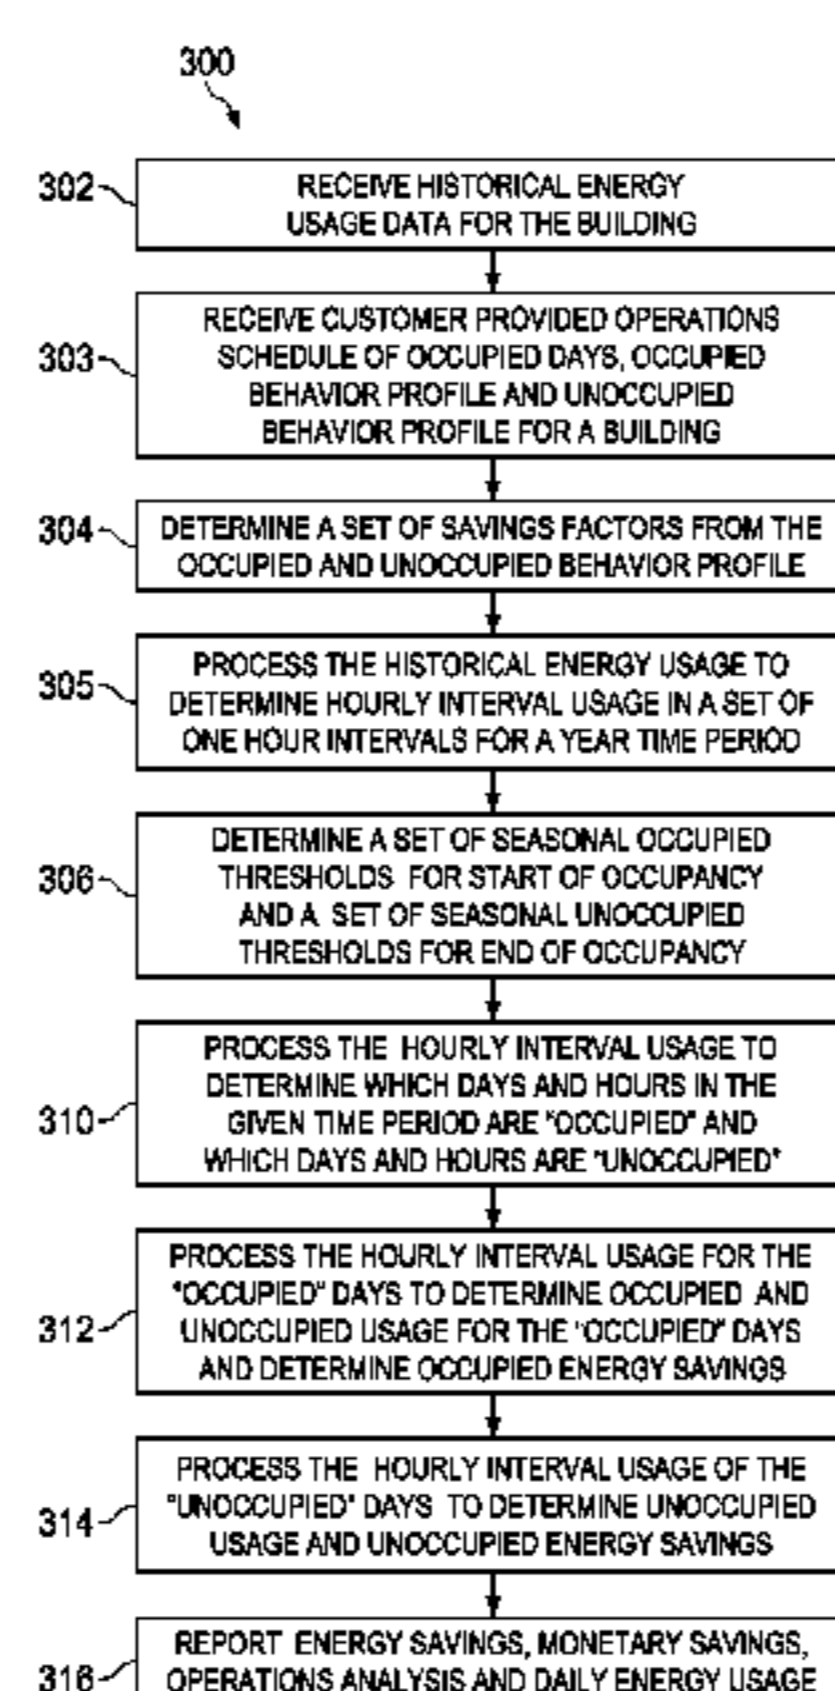 300
302
RECEIVE HISTORICAL ENERGY
USAGE DATA FOR THE BUILDING
303
RECEIVE CUSTOMER PROVIDED OPERATIONS
SCHEDULE OF OCCUPIED DAYS, OCCUPIED
BEHAVIOR PROFILE AND UNOCCUPIED
BEHAVIOR PROFILE FOR A BUILDING
304
DETERMINE A SET OF SAVINGS FACTORS FROM THE
OCCUPIED AND UNOCCUPIED BEHAVIOR PROFILE
305
PROCESS THE HISTORICAL ENERGY USAGE TO
DETERMINE HOURLY INTERVAL USAGE IN A SET OF
ONE HOUR INTERVALS FOR A YEAR TIME PERIOD
306
DETERMINE A SET OF SEASONAL OCCUPIED
THRESHOLDS FOR START OF OCCUPANCY
AND A SET OF SEASONAL UNOCCUPIED
THRESHOLDS FOR END OF OCCUPANCY
310
PROCESS THE HOURLY INTERVAL USAGE TO
DETERMINE WHICH DAYS AND HOURS IN THE
GIVEN TIME PERIOD ARE "OCCUPIED" AND
WHICH DAYS AND HOURS ARE "UNOCCUPIED"
312
PROCESS THE HOURLY INTERVAL USAGE FOR THE
"OCCUPIED" DAYS TO DETERMINE OCCUPIED AND
UNOCCUPIED USAGE FOR THE "OCCUPIED" DAYS
AND DETERMINE OCCUPIED ENERGY SAVINGS
314
PROCESS THE HOURLY INTERVAL USAGE OF THE
"UNOCCUPIED" DAYS TO DETERMINE UNOCCUPIED
USAGE AND UNOCCUPIED ENERGY SAVINGS
316
REPORT ENERGY SAVINGS, MONETARY SAVINGS,
OPERATIONS ANALYSIS AND DAILY ENERGY USAGE